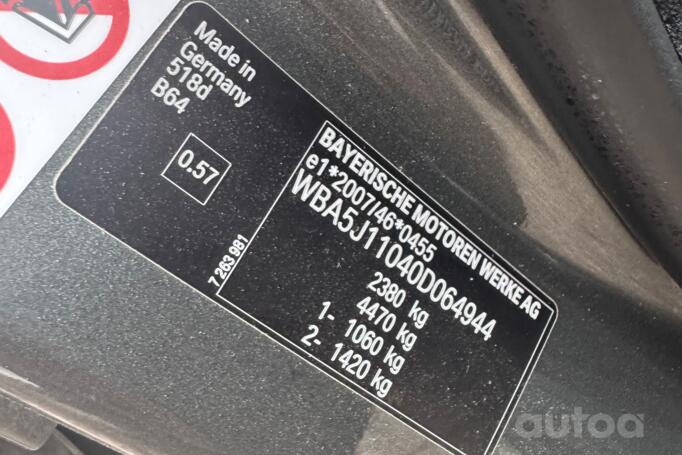 Made in
Germany
518d
B64
0.57
7 263 981
BAYERISCHE MOTOREN WERKE AG
e1*2007/46*0455
WBA5J11040D064944
2380 kg
4470 kg
1- 1060 kg
2- 1420 kg
autoa